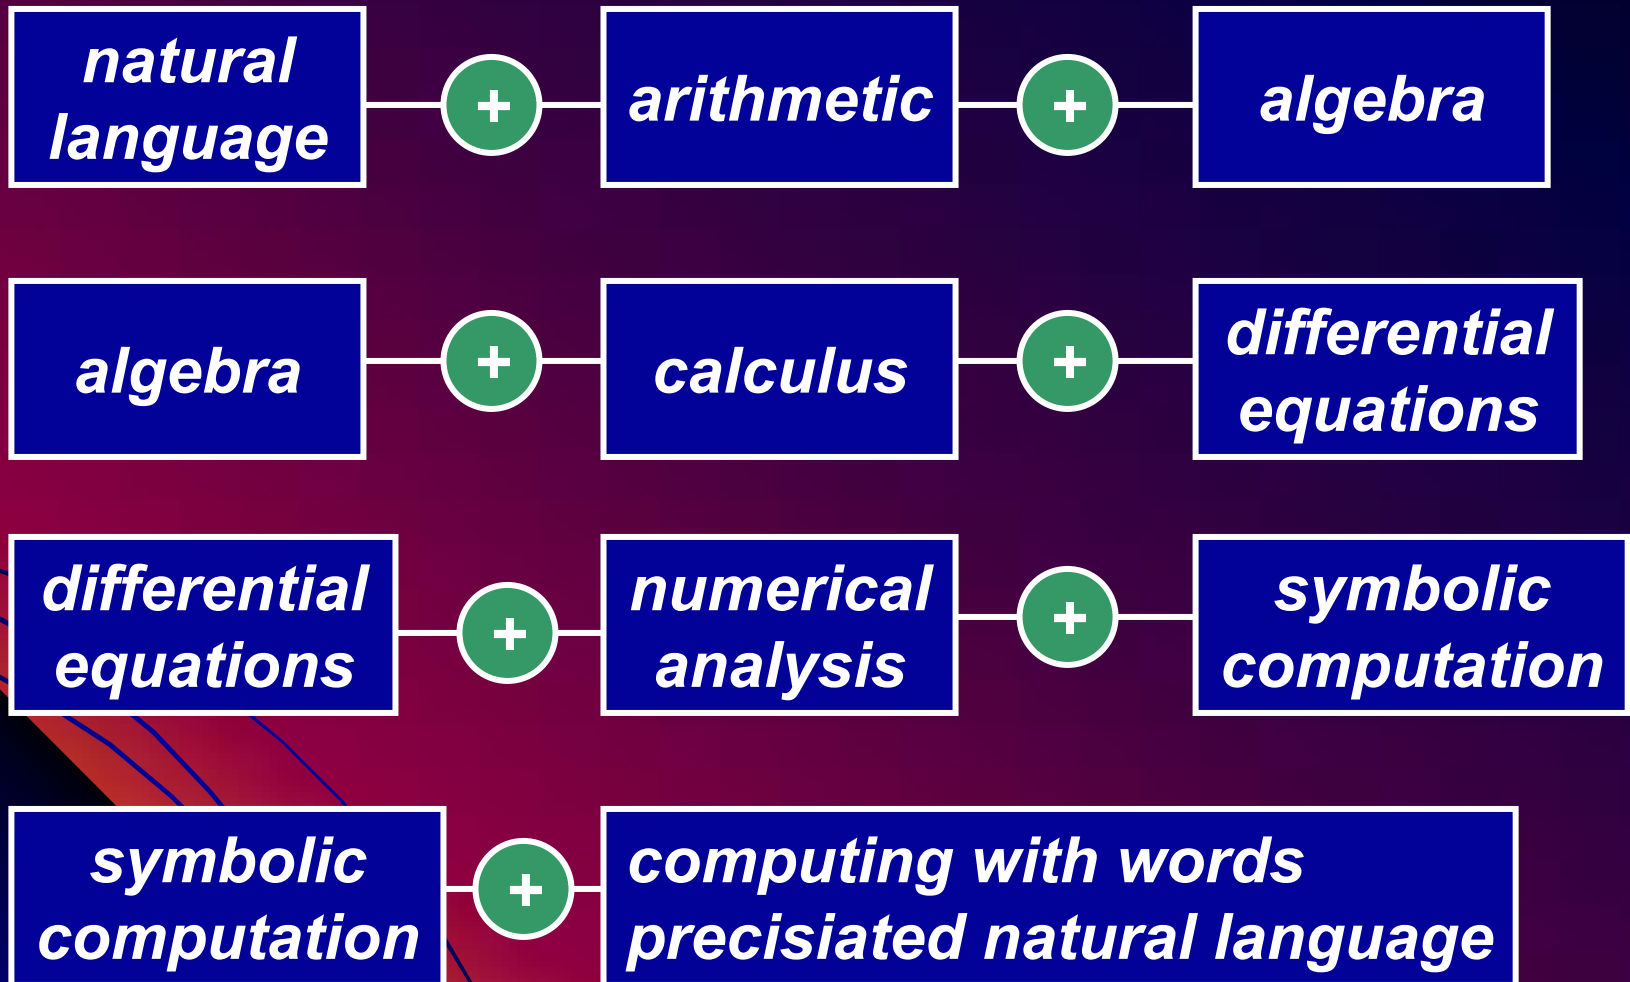 natural
language
+
arithmetic
+
algebra
algebra
+
calculus
+
differential
equations
differential
equations
+
numerical
analysis
+
symbolic
computation
symbolic
computation
+
computing with words
precisiated natural language